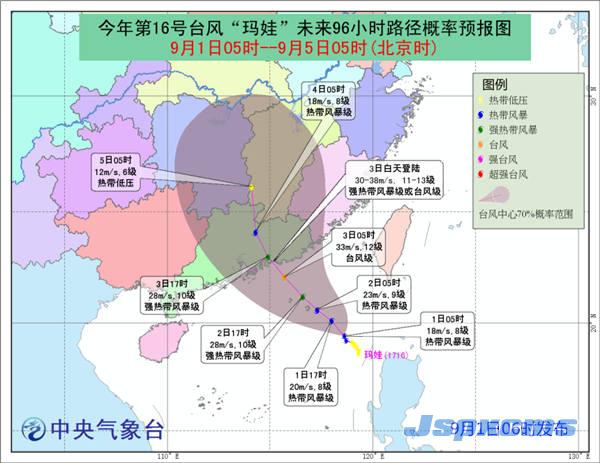 今年第16号台风“玛娃”未来96小时路径概率预报图
9月1日05时--9月5日05时(北京时)
图例
热带低压
热带风暴
强热带风暴
台风
强台风
超强台风
台风中心70%概率范围
4日05时
18m/s,8级
热带风暴级
5日05时
12m/s,6级
热带低压
3日白天登陆
30-38m/s, 11-13级
强热带风暴级或台风级
3日05时
33m/s,12级
台风级
3日17时
28m/s,10级
强热带风暴级
2日05时
23m/s,9级
热带风暴级
2日17时
28m/s,10级
强热带风暴级
1日05时
18m/s,8级
热带风暴级
1日17时
20m/s,8级
热带风暴级
玛娃(1716)
30°N
20°N
110°E
120°E
130°E
中央气象台
9月1日06时发布